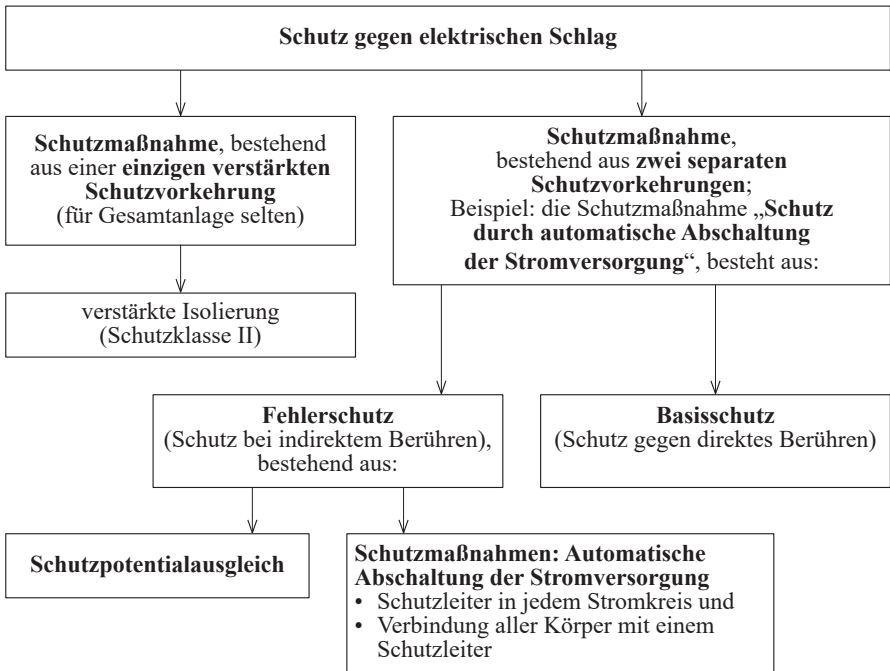 Schutz gegen elektrischen Schlag
Schutzmaßnahme, bestehend
aus einer einzigen verstärkten
Schutzvorkehrung
(für Gesamtanlage selten)
Schutzmaßnahme,
bestehend aus zwei separaten
Schutzvorkehrungen;
Beispiel: die Schutzmaßnahme „Schutz
durch automatische Abschaltung
der Stromversorgung“, besteht aus:
verstärkte Isolierung
(Schutzklasse II)
Fehlerschutz
(Schutz bei indirektem Berühren),
bestehend aus:
Basisschutz
(Schutz gegen direktes Berühren)
Schutzpotentialausgleich
Schutzmaßnahmen: Automatische
Abschaltung der Stromversorgung
• Schutzleiter in jedem Stromkreis und
• Verbindung aller Körper mit einem
Schutzleiter